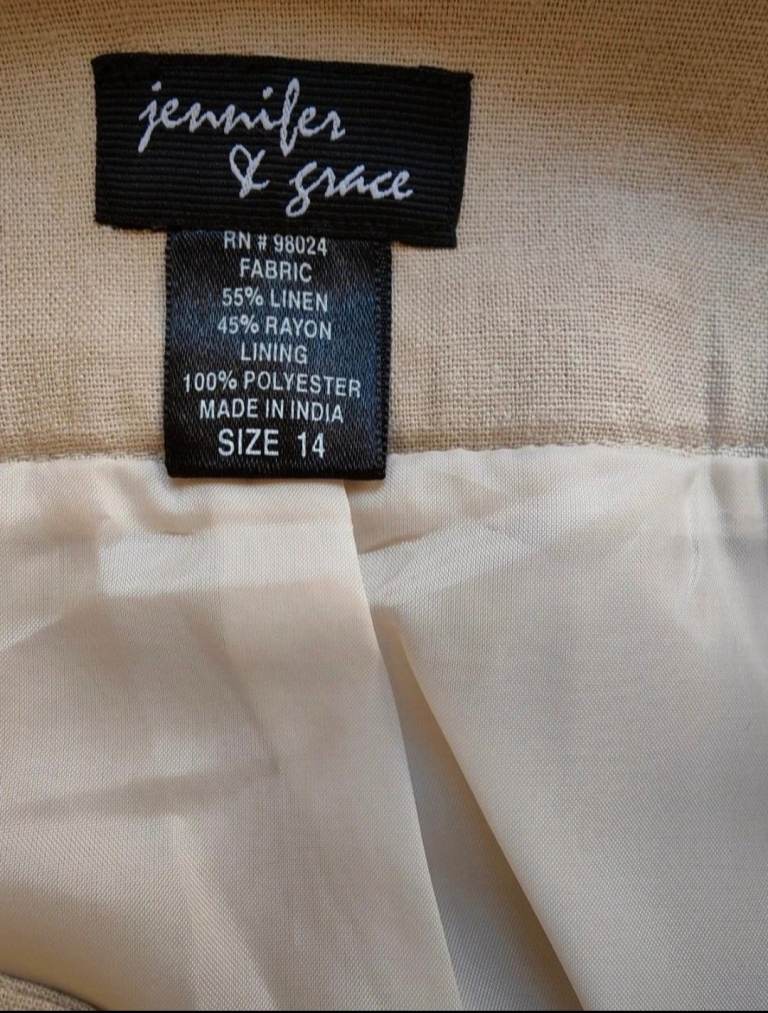 jennifer
& grace
RN # 98024
FABRIC
55% LINEN
45% RAYON
LINING
100% POLYESTER
MADE IN INDIA
SIZE 14